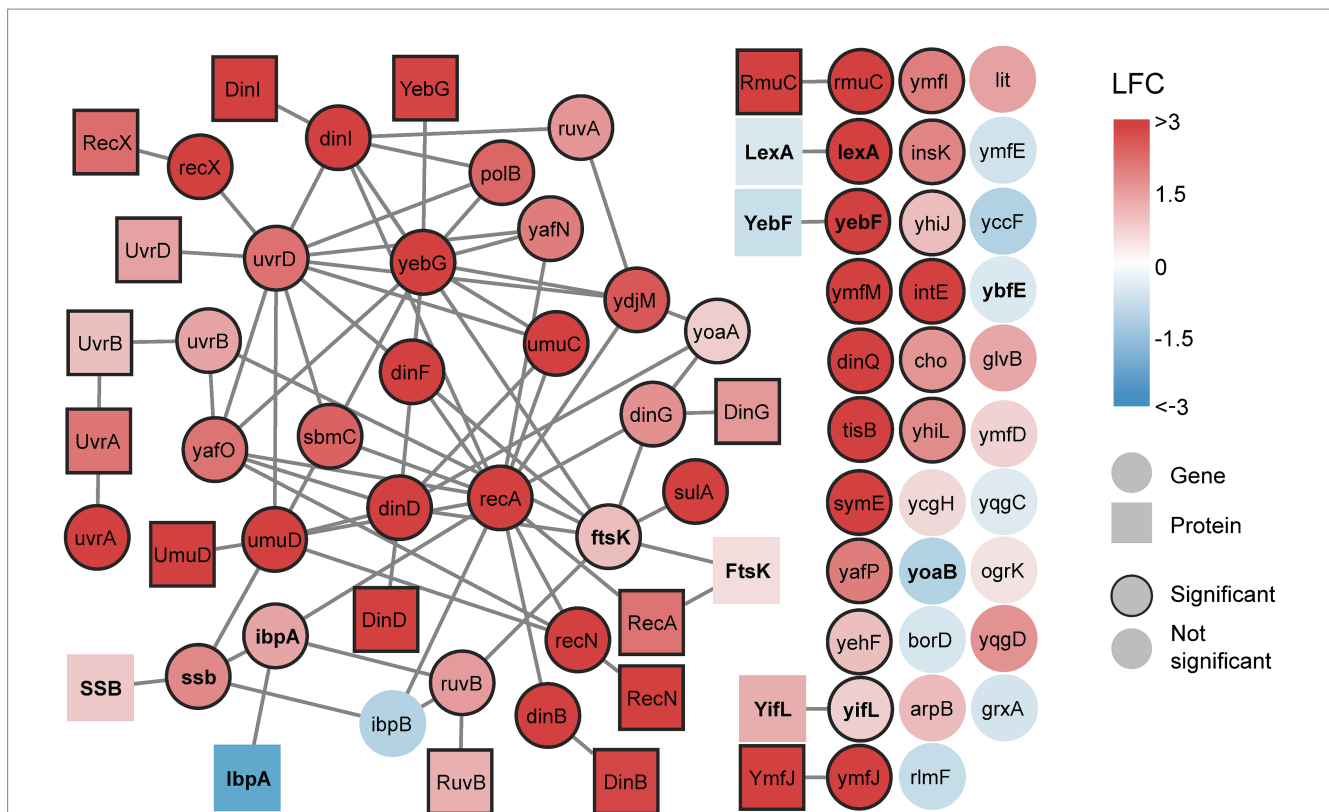 DinI
YebG
RecX
recX
dinI
ruvA
polB
UvrD
uvrD
yebG
yafN
ydjM
yoaA
UvrB
uvrB
dinF
umuC
UvrA
yafO
sbmC
dinG
DinG
uvrA
UmuD
umuD
dinD
recA
sulA
ftsK
FtsK
DinD
ibpA
recN
RecA
SSB
ssb
ibpB
ruvB
dinB
RecN
IbpA
RuvB
DinB
RmuC rmuC ymfI lit
LexA lexA insK ymfE
YebF yebF yhiJ yccF
ymfM intE ybfE
dinQ cho glvB
tisB yhiL ymfD
symE ycgH yqgC
yafP yoaB ogrK
yehF borD yqgD
YifL yifL arpB grxA
YmfJ ymfJ rlmF
LFC
>3
1.5
0
-1.5
<-3
Gene
Protein
Significant
Not
significant